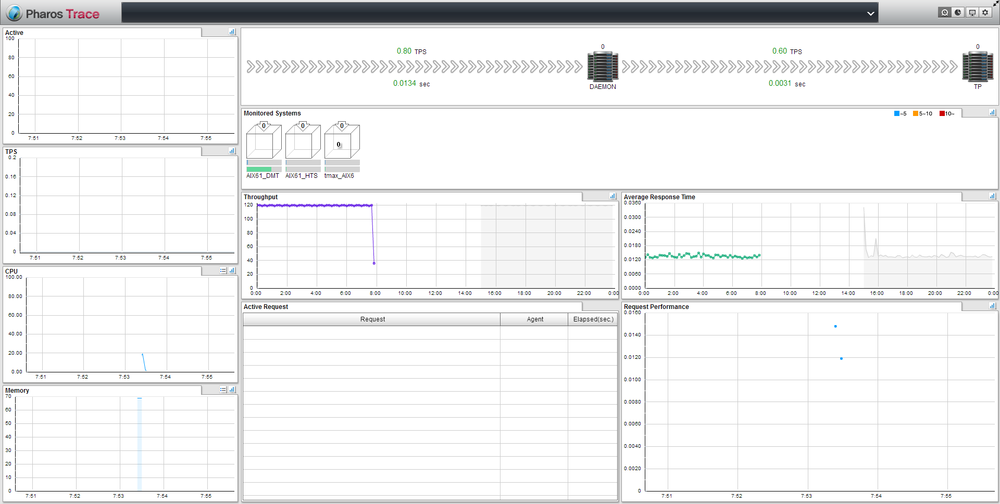 Pharos Trace
Active
100
80
60
40
20
0
7:51 7:52 7:53 7:54 7:55
TPS
0.2
0.16
0.12
0.08
0.04
0
7:51 7:52 7:53 7:54 7:55
CPU
100.00
80.00
60.00
40.00
20.00
0.00
7:51 7:52 7:53 7:54 7:55
Memory
70
60
50
40
30
20
10
0
7:51 7:52 7:53 7:54 7:55
0.80 TPS
0.0134 sec
0
DAEMON
0.60 TPS
0.0031 sec
0
TP
Monitored Systems
~5 5~10 10~
0 0 0
0
AIX61_DMT AIX61_HTS tmax_AIX6
Throughput
120
100
80
60
40
20
0
0:00 2:00 4:00 6:00 8:00 10:00 12:00 14:00 16:00 18:00 20:00 22:00 0:00
Average Response Time
0.0360
0.0300
0.0240
0.0180
0.0120
0.0060
0.0000
0:00 2:00 4:00 6:00 8:00 10:00 12:00 14:00 16:00 18:00 20:00 22:00 0:00
Active Request
Request Agent Elapsed(sec.)
Request Performance
0.0160
0.0140
0.0120
0.0100
0.0080
0.0060
0.0040
0.0020
0
7:51 7:52 7:53 7:54 7:55